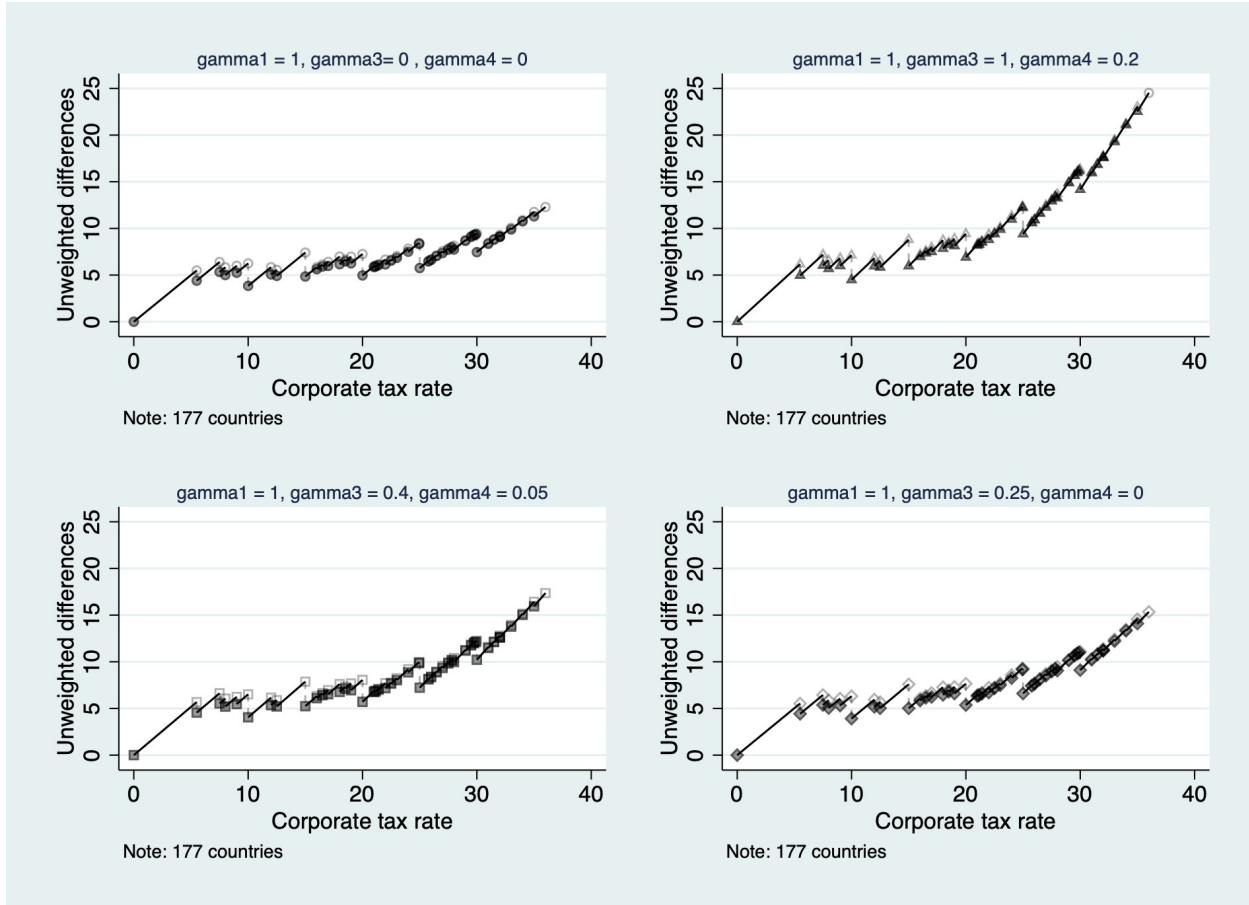 gamma1 = 1, gamma3= 0 , gamma4 = 0
Unweighted differences
25
20
15
10
5
0
0 10 20 30 40
Corporate tax rate
Note: 177 countries
gamma1 = 1, gamma3 = 1, gamma4 = 0.2
Unweighted differences
25
20
15
10
5
0
0 10 20 30 40
Corporate tax rate
Note: 177 countries
gamma1 = 1, gamma3 = 0.4, gamma4 = 0.05
Unweighted differences
25
20
15
10
5
0
0 10 20 30 40
Corporate tax rate
Note: 177 countries
gamma1 = 1, gamma3 = 0.25, gamma4 = 0
Unweighted differences
25
20
15
10
5
0
0 10 20 30 40
Corporate tax rate
Note: 177 countries